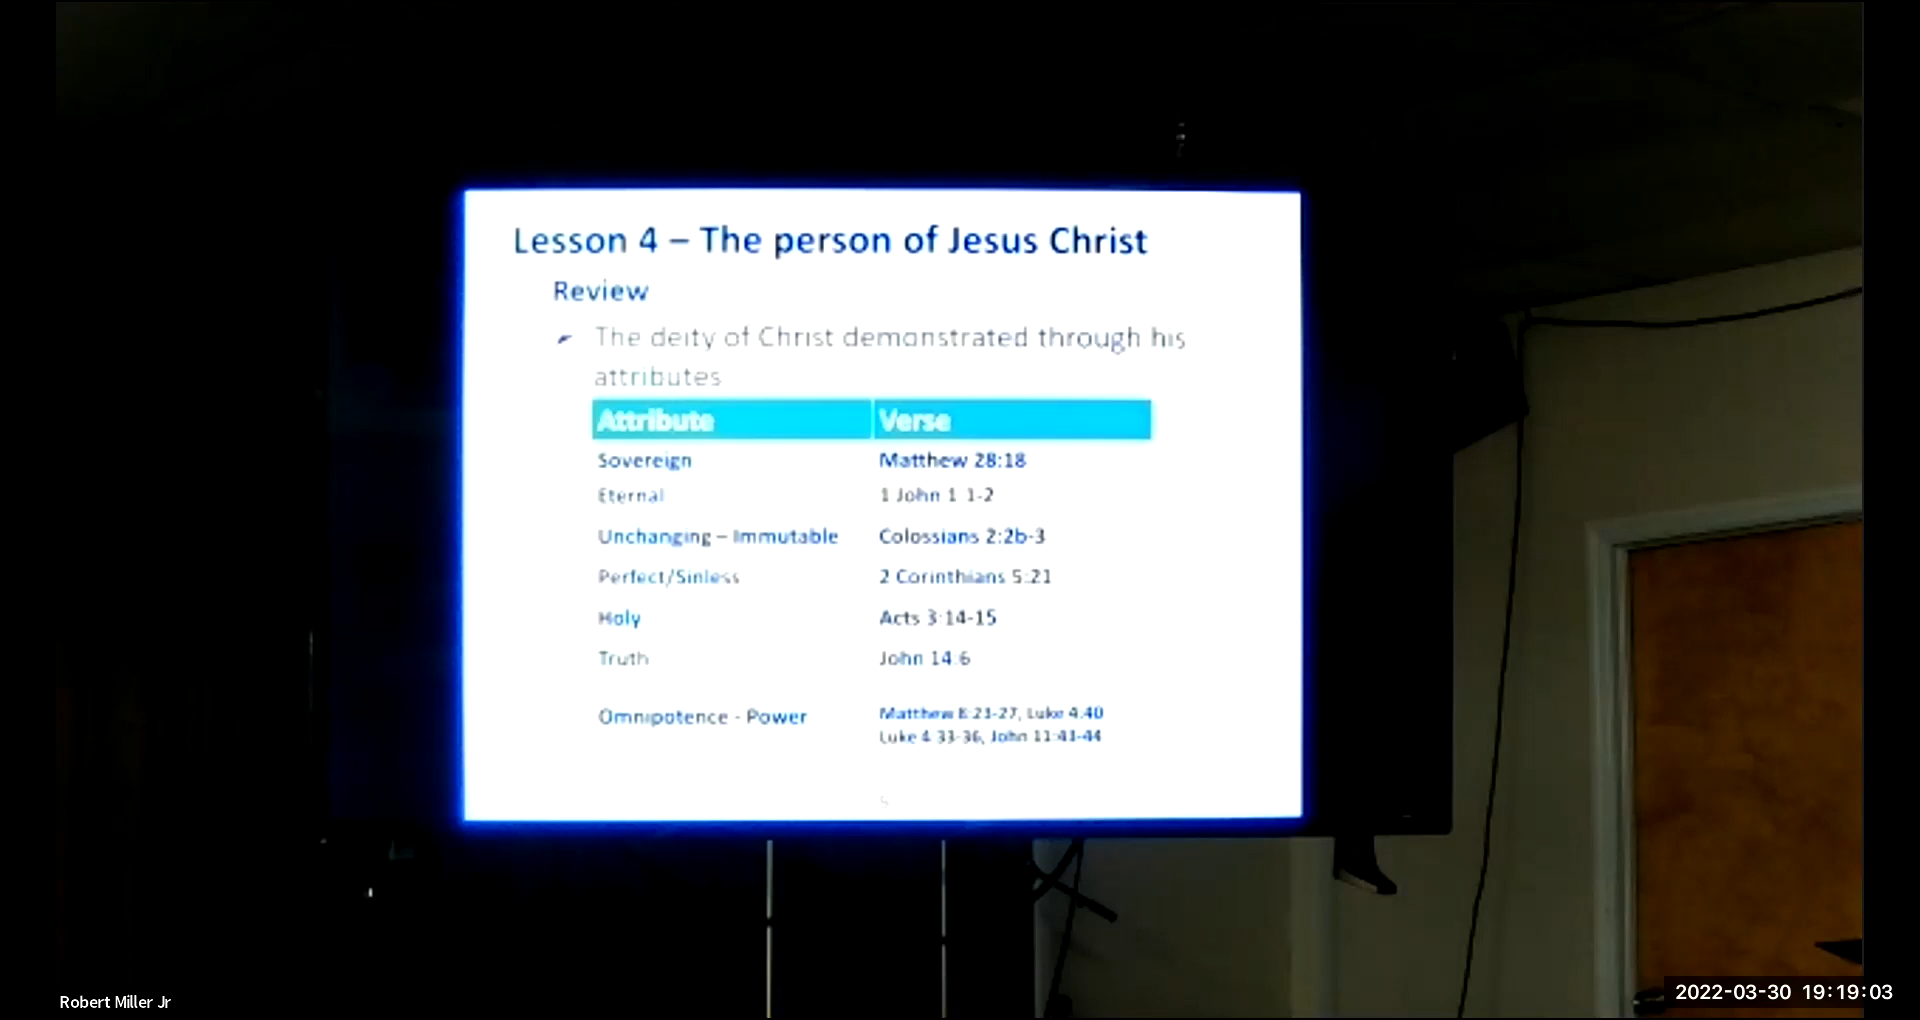 Lesson 4 – The person of Jesus Christ
Review
The deity of Christ demonstrated through his
attributes
Attribute Verse
Sovereign Matthew 28:18
Eternal 1 John 1 1-2
Unchanging – Immutable Colossians 2:2b-3
Perfect/Sinless 2 Corinthians 5:21
Holy Acts 3:14-15
Truth John 14:6
Omnipotence - Power Matthew 8:23-27, Luke 4:40
Luke 4 33-36, John 11:41-44
Robert Miller Jr
2022-03-30 19:19:03